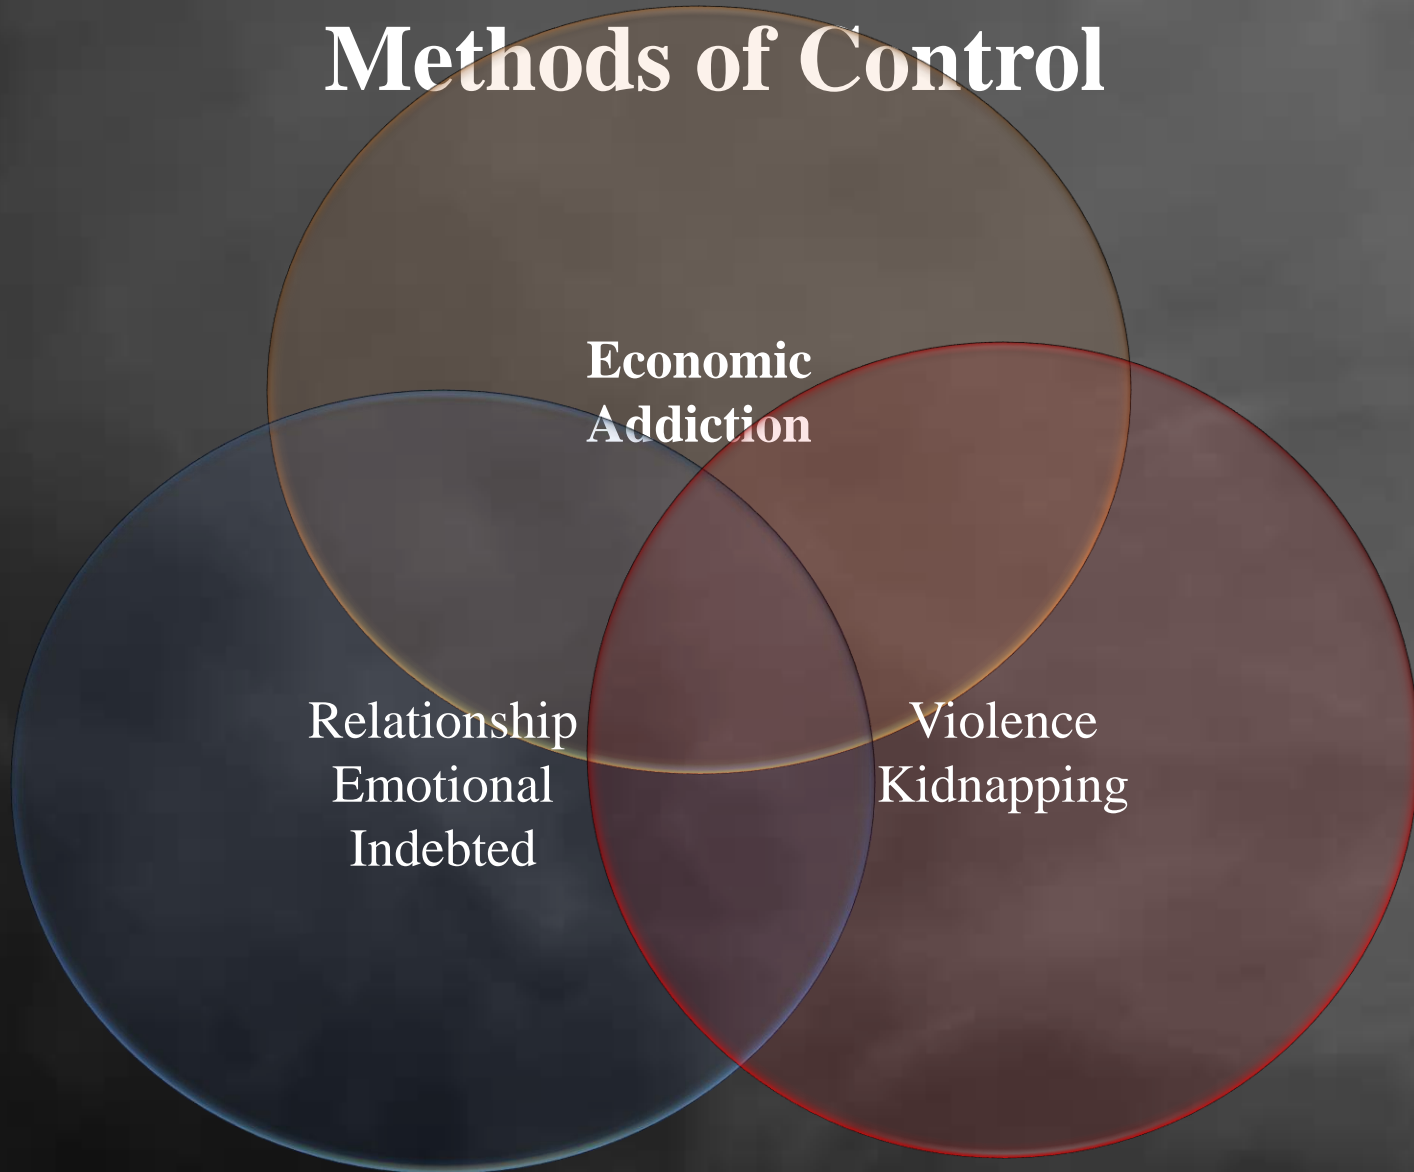 Methods of Control
Economic
Addiction
Relationship
Emotional
Indebted
Violence
Kidnapping